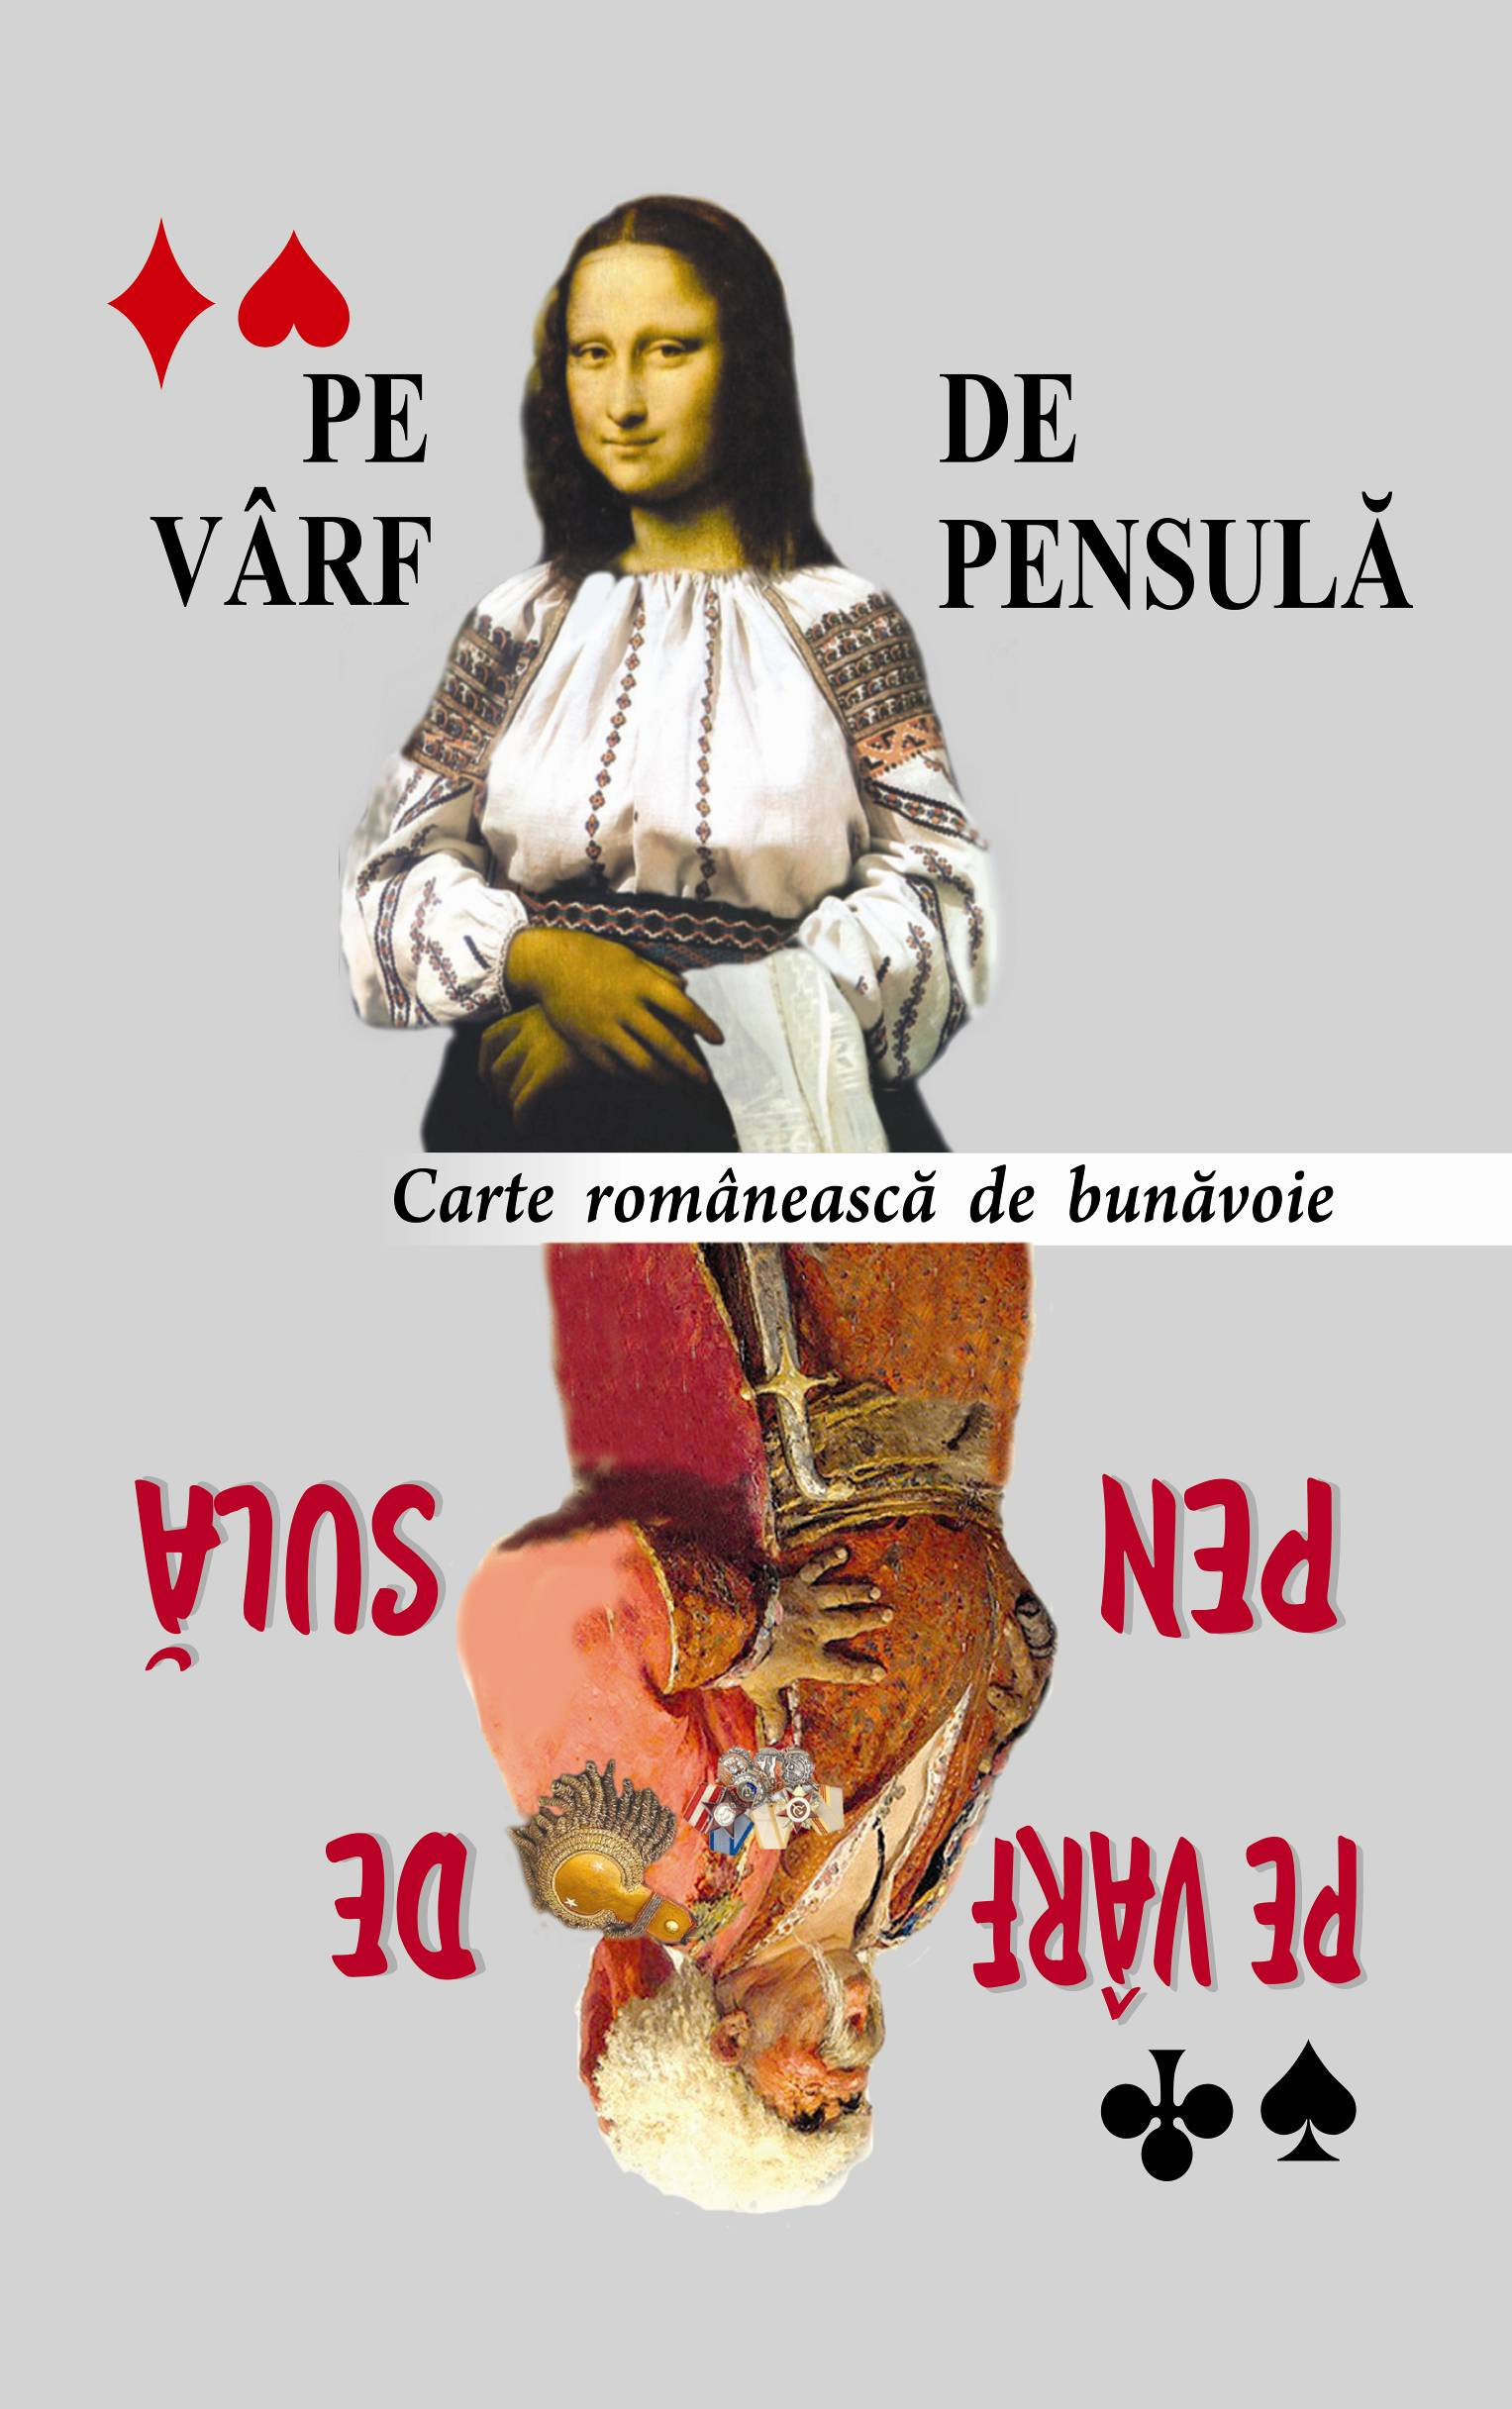 PE DE
VÂRF PENSULĂ
Carte românească de bunăvoie
PE VÂRF DE
PEN SULĂ